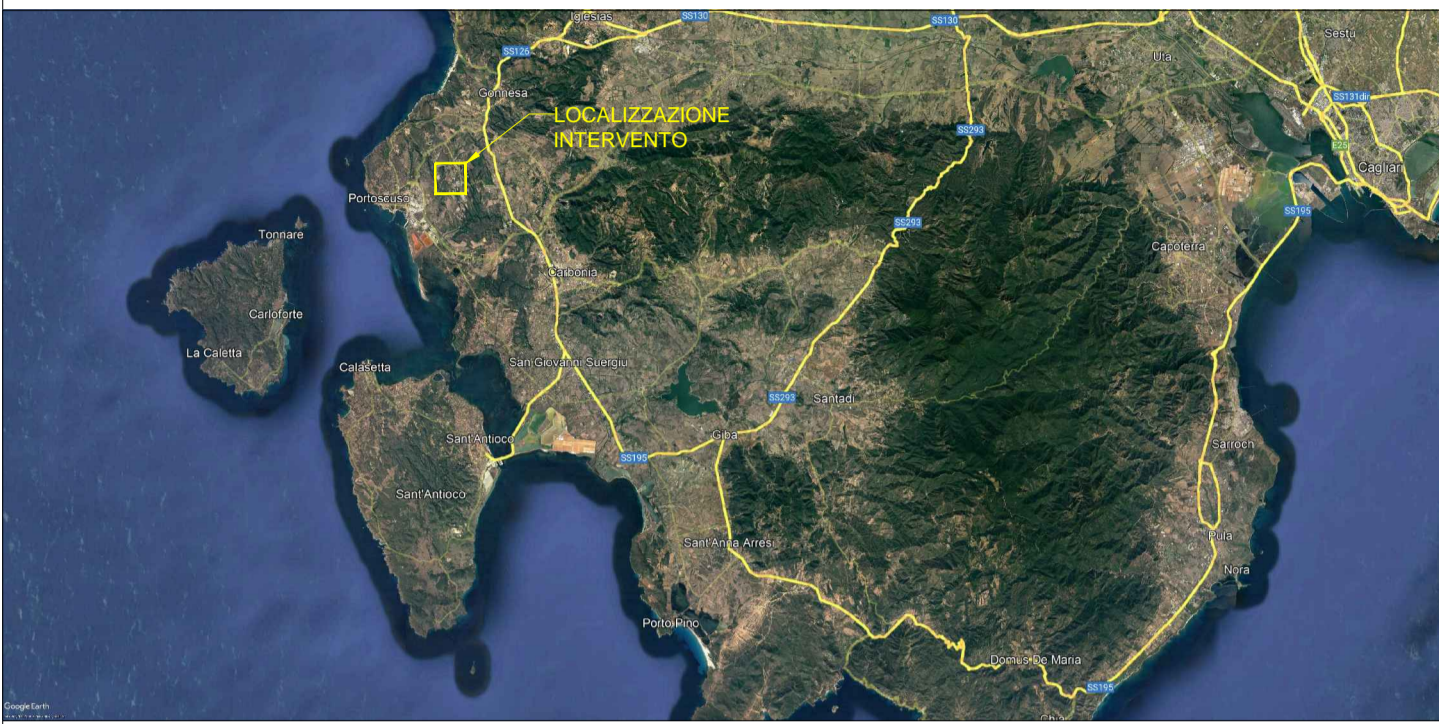 Iglesias
SS130
SS130
Sestu
SS126
Uta
Gonnesa
SS131dir
LOCALIZZAZIONE
INTERVENTO
SS293
E25
Cagliari
Portoscuso
SS195
SS293
Tonnare
Capoterra
Carbonia
Carloforte
La Caletta
San Giovanni Suergiu
Calasetta
SS293
Santadi
Giba
Sant'Antioco
Sarroch
SS195
Sant'Antioco
Pula
Sant'Anna Arresi
Nora
Porto Pino
Domus De Maria
SS195
Chia
Google Earth